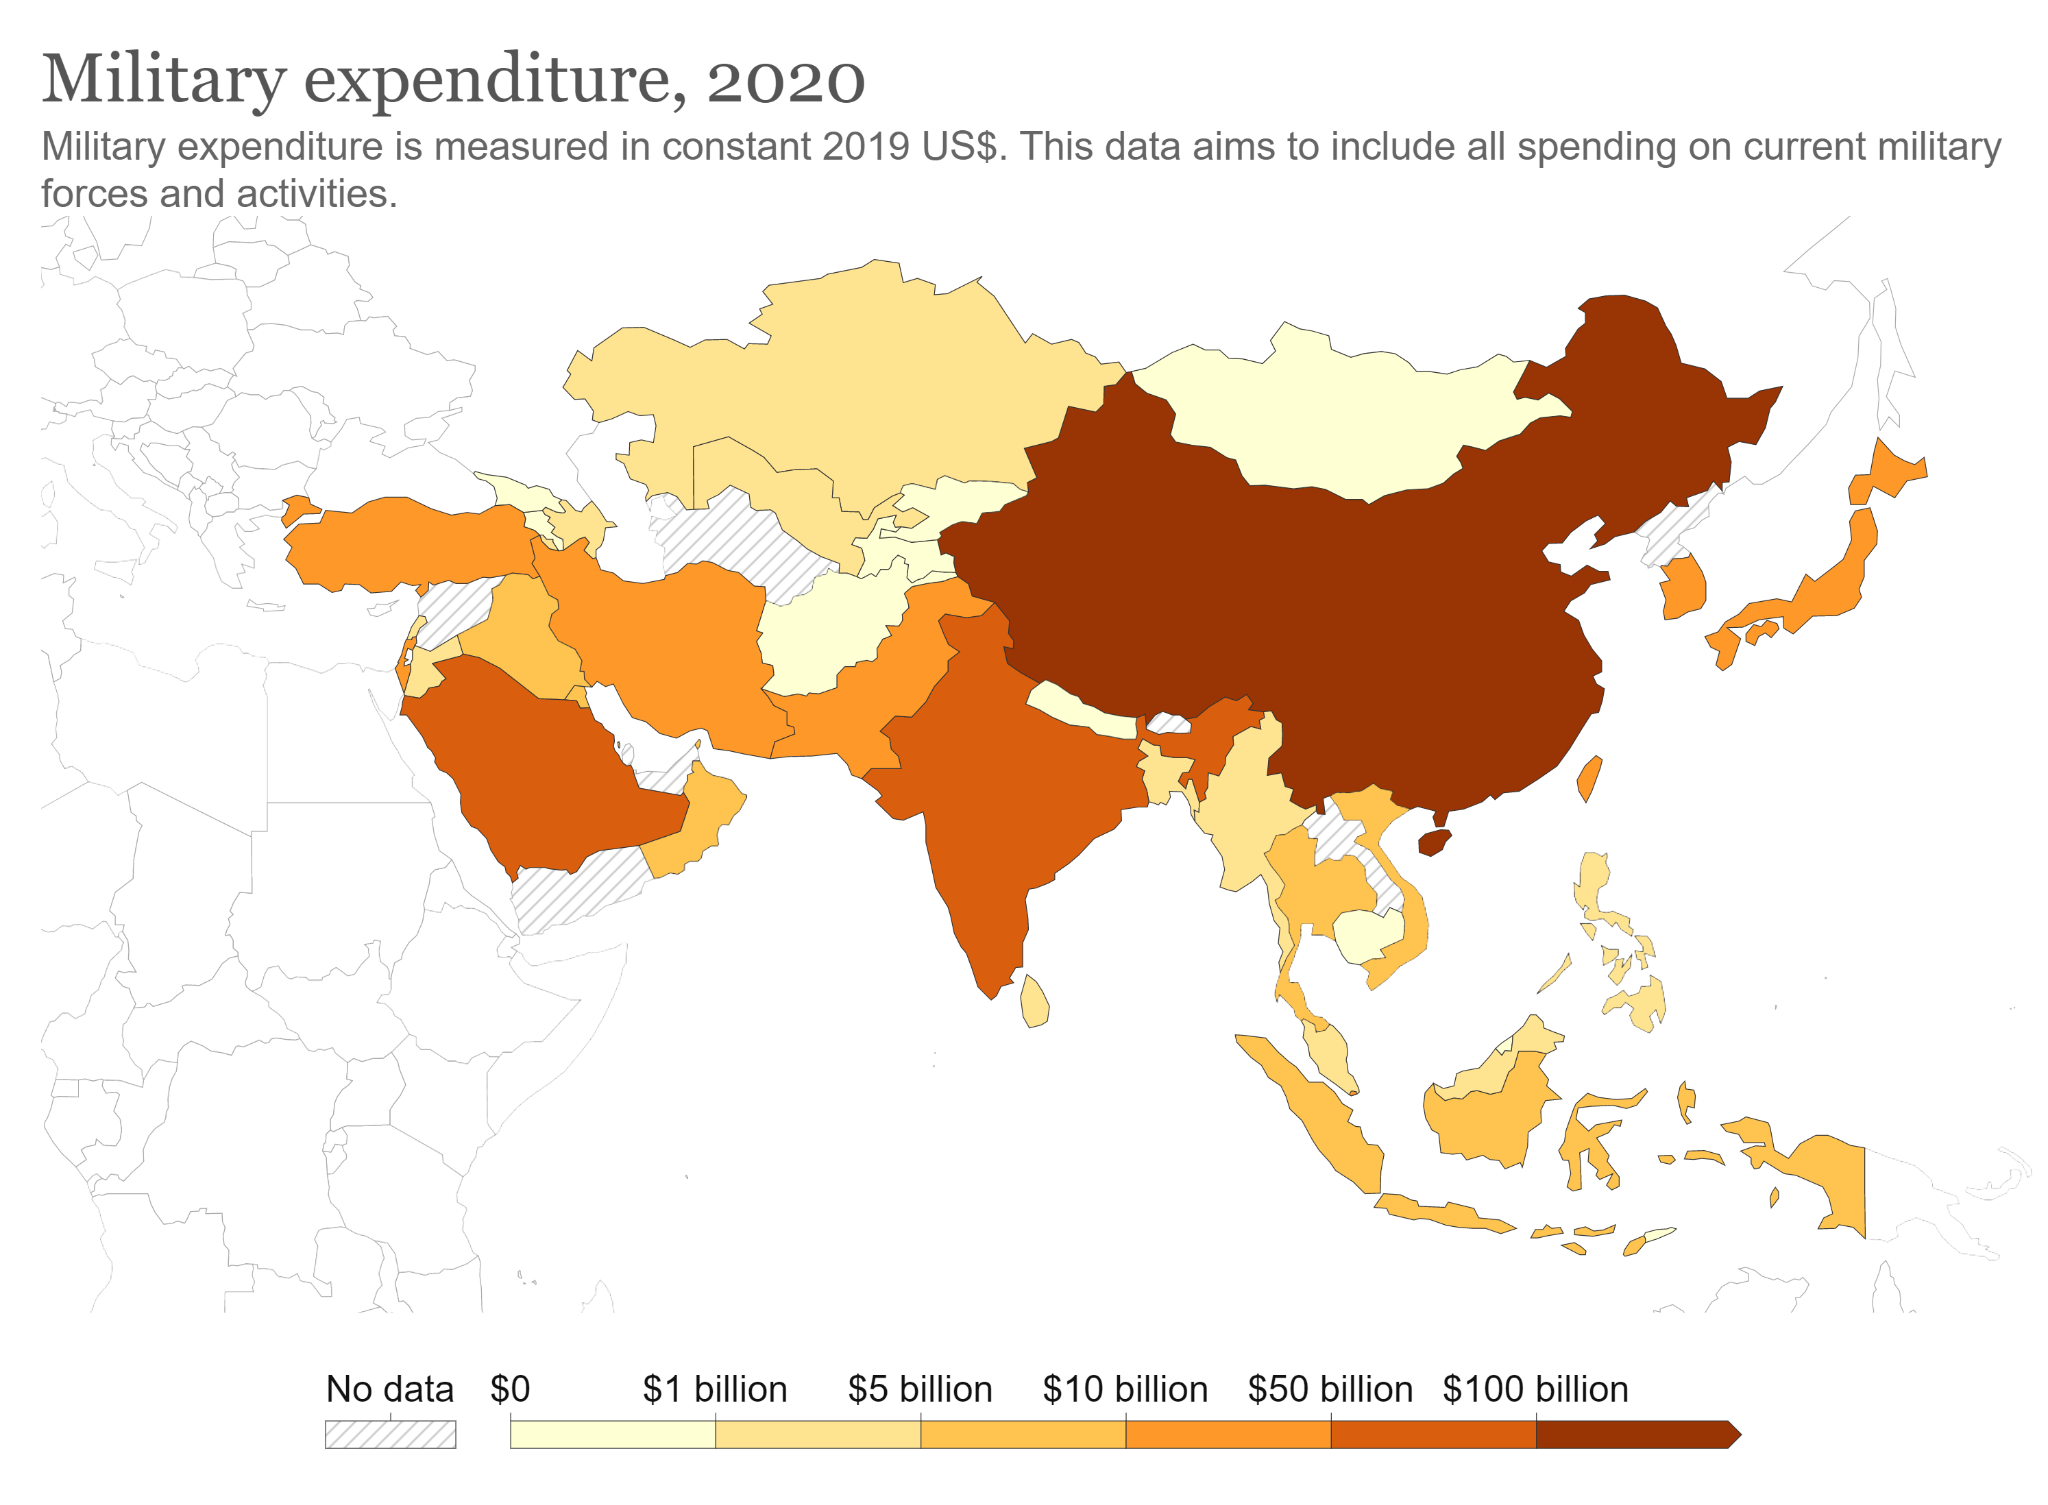 Military expenditure, 2020
Military expenditure is measured in constant 2019 US$. This data aims to include all spending on current military
forces and activities.
No data $0 $1 billion $5 billion $10 billion $50 billion $100 billion